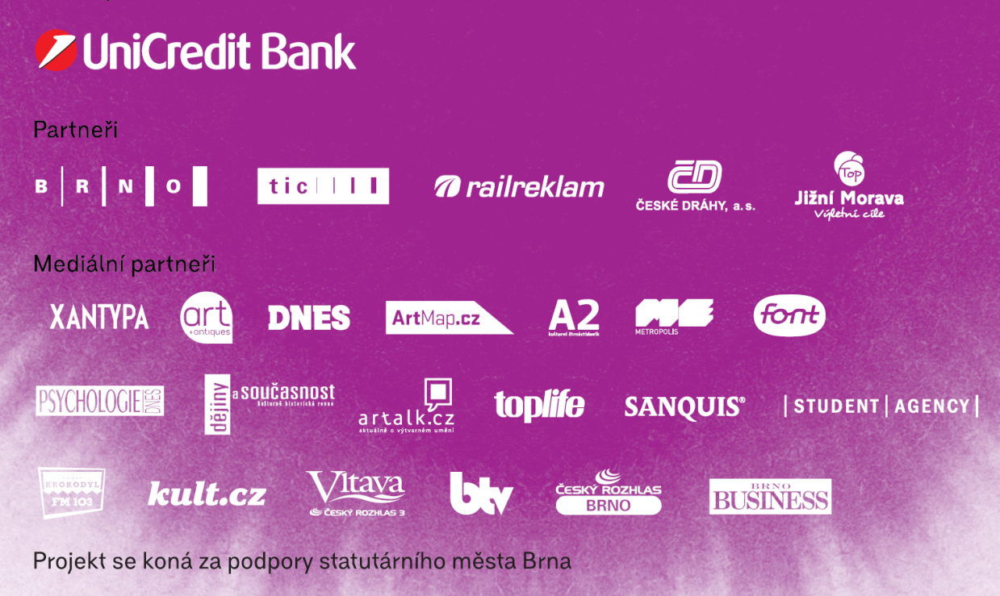 UniCredit Bank
Partneři
B R N O
tic
railreklam
ČD
ČESKÉ DRÁHY, a.s.
Top
Jižní Morava
Výletní cíle
Mediální partneři
XANTYPA
art
+antiques
DNES
ArtMap.cz
A2
kulturní čtrnáctideník
ME
METROPOLIS
font
PSYCHOLOGIE
DNES
dějiny
a současnost
kulturně historická revue
artalk.cz
aktuálně o výtvarném umění
toplife
SANQUIS®
STUDENT AGENCY
KROKODÝL
FM 103
kult.cz
Vltava
ČESKÝ ROZHLAS 3
btv
ČESKÝ ROZHLAS
BRNO
BRNO
BUSINESS
Projekt se koná za podpory statutárního města Brna